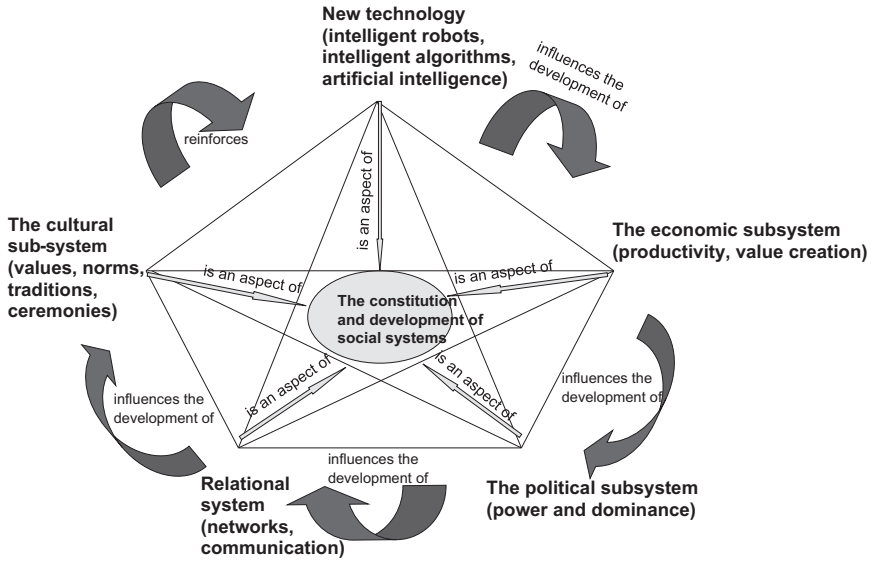 New technology
(intelligent robots,
intelligent algorithms,
artificial intelligence)
influences the
development of
reinforces
is an aspect of
The cultural
sub-system
(values, norms,
traditions,
ceremonies)
The economic subsystem
(productivity, value creation)
is an aspect of
is an aspect of
The constitution
and development of
social systems
is an aspect of
is an aspect of
influences the
development of
influences the
development of
influences the
development of
Relational
system
(networks,
communication)
The political subsystem
(power and dominance)